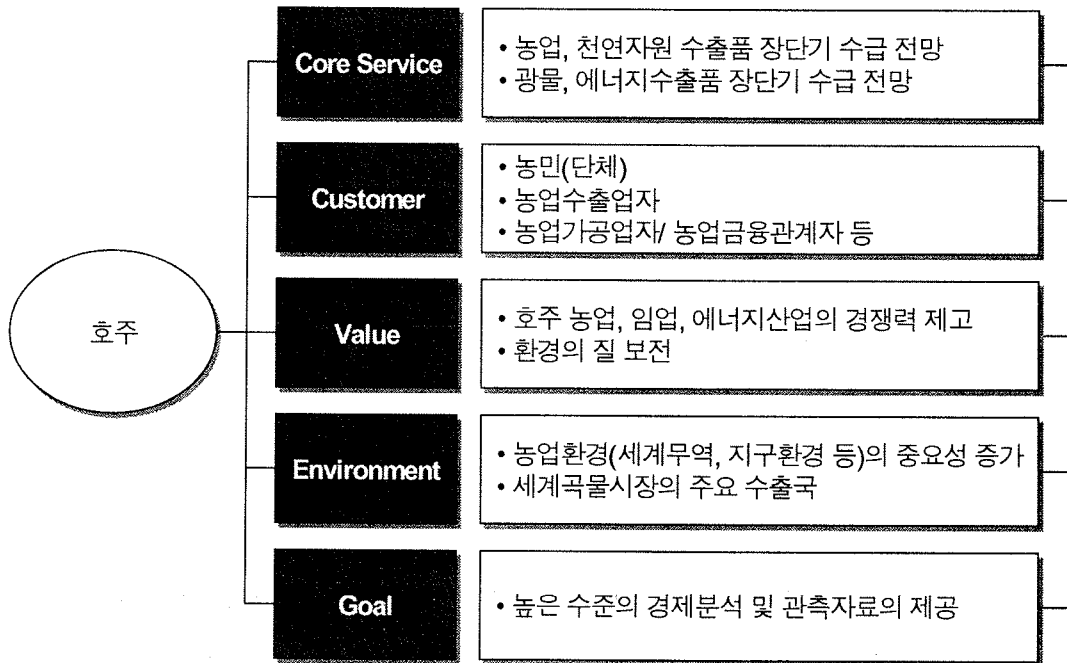 호주
Core Service
• 농업, 천연자원 수출품 장단기 수급 전망
• 광물, 에너지수출품 장단기 수급 전망
Customer
• 농민(단체)
• 농업수출업자
• 농업가공업자/ 농업금융관계자 등
Value
• 호주 농업, 임업, 에너지산업의 경쟁력 제고
• 환경의 질 보전
Environment
• 농업환경(세계무역, 지구환경 등)의 중요성 증가
• 세계곡물시장의 주요 수출국
Goal
• 높은 수준의 경제분석 및 관측자료의 제공